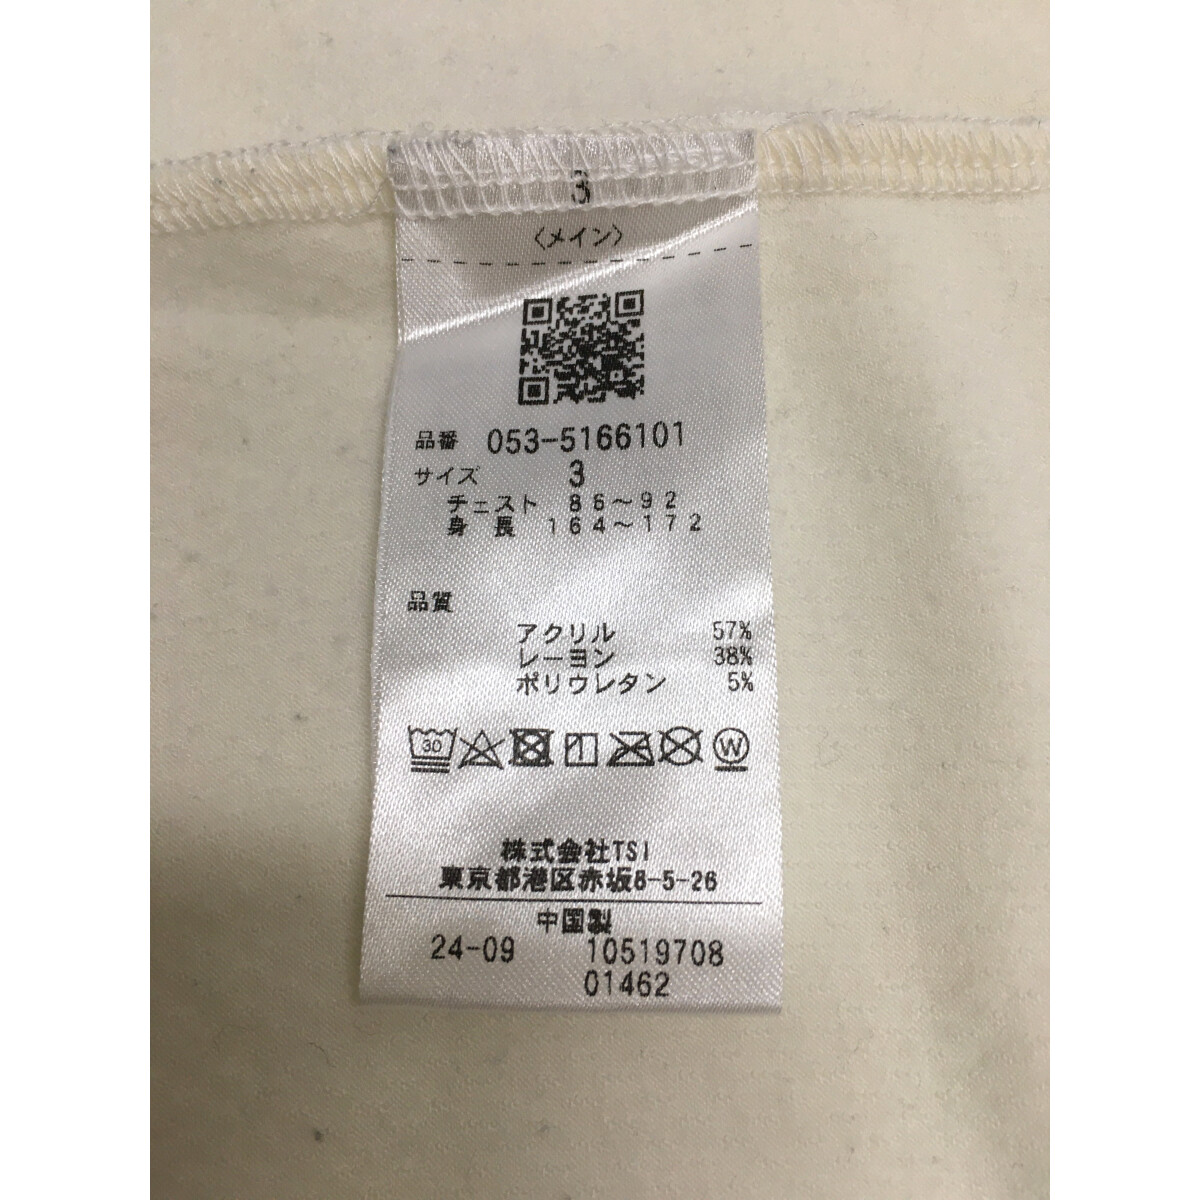 3
〈メイン〉
品番 053-5166101
サイズ 3
チェスト 86～92
身長 164～172
品質
アクリル 57%
レーヨン 38%
ポリウレタン 5%
30 W
株式会社TSI
東京都港区赤坂8-5-26
中国製
24-09 10519708
01462